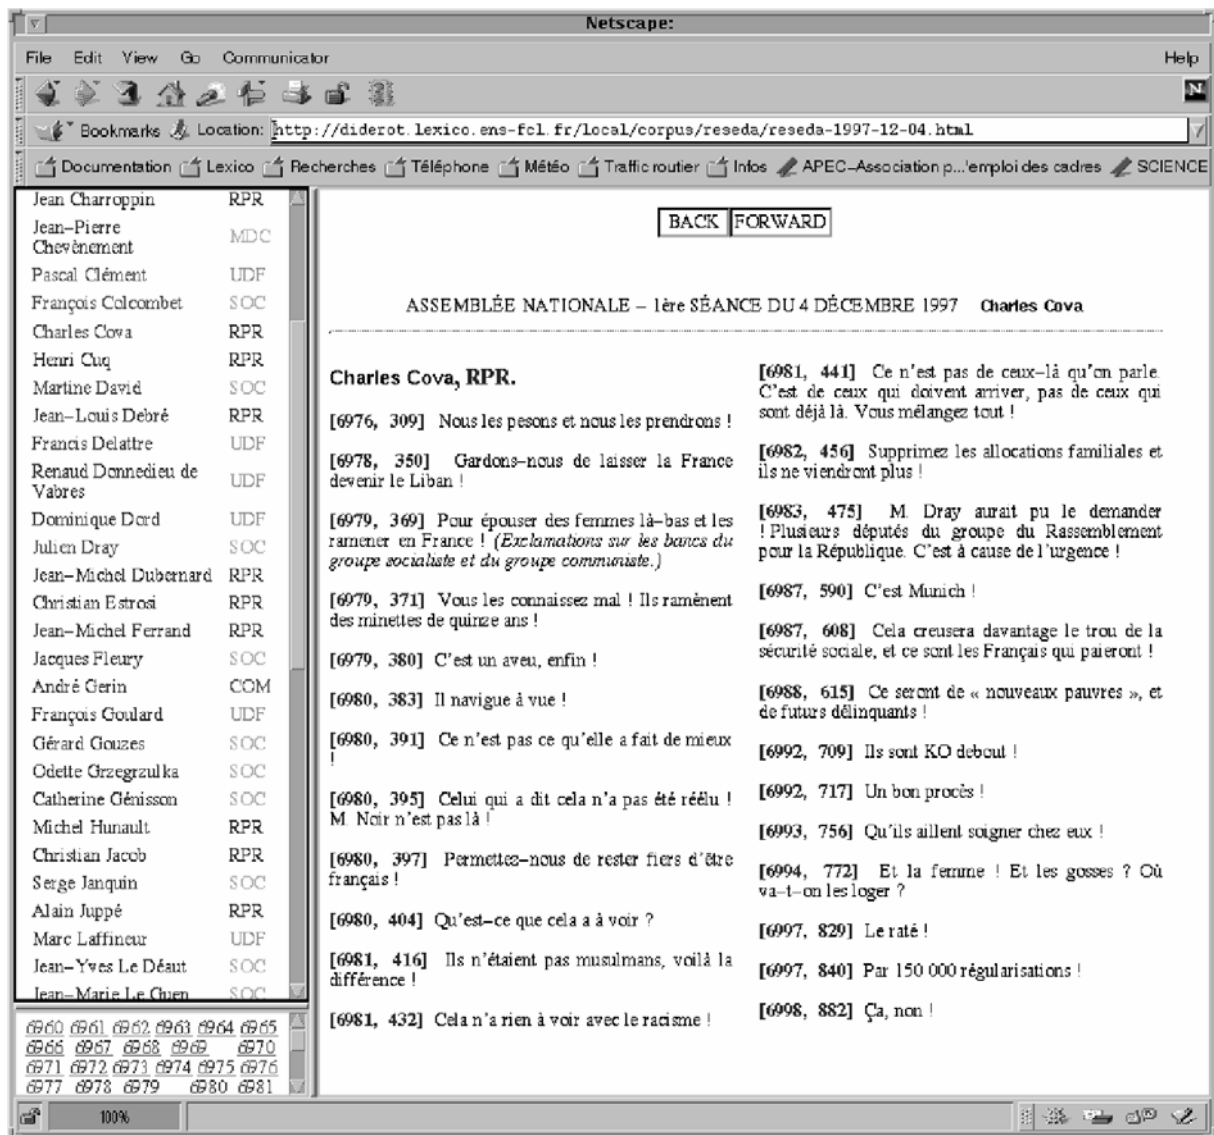 Netscape:
File Edit View Go Communicator Help
N
Bookmarks Location: http://diderot.lexico.ens-fcl.fr/local/corpus/reseda/reseda-1997-12-04.html
Documentation Lexico Recherches Téléphone Météo Traffic routier Infos APEC-Association p...'emploi des cadres SCIENCE
Jean Charroppin RPR
Jean-Pierre
Chevènement MDC
Pascal Clément UDF
François Colcombet SOC
Charles Cova RPR
Henri Cuq RPR
Martine David SOC
Jean-Louis Debré RPR
Francis Delattre UDF
Renaud Donnedieu de
Vabres UDF
Dominique Dord UDF
Julien Dray SOC
Jean-Michel Dubernard RPR
Christian Estrosi RPR
Jean-Michel Ferrand RPR
Jacques Fleury SOC
André Gerin COM
François Goulard UDF
Gérard Gouzes SOC
Odette Grzegrzulka SOC
Catherine Génisson SOC
Michel Hunault RPR
Christian Jacob RPR
Serge Janquin SOC
Alain Juppé RPR
Marc Laffineur UDF
Jean-Yves Le Déaut SOC
Jean-Marie Le Guen SOC
6960 6961 6962 6963 6964 6965
6966 6967 6968 6969 6970
6971 6972 6973 6974 6975 6976
6977 6978 6979 6980 6981
BACK FORWARD
ASSEMBLÉE NATIONALE – 1ère SÉANCE DU 4 DÉCEMBRE 1997 Charles Cova
Charles Cova, RPR.
[6976, 309] Nous les pesons et nous les prendrons !
[6978, 350] Gardons-nous de laisser la France
devenir le Liban !
[6979, 369] Pour épouser des femmes là-bas et les
ramener en France ! (Exclamations sur les bancs du
groupe socialiste et du groupe communiste.)
[6979, 371] Vous les connaissez mal ! Ils ramènent
des minettes de quinze ans !
[6979, 380] C'est un aveu, enfin !
[6980, 383] Il navigue à vue !
[6980, 391] Ce n'est pas ce qu'elle a fait de mieux
!
[6980, 395] Celui qui a dit cela n'a pas été réélu !
M. Noir n'est pas là !
[6980, 397] Permettez-nous de rester fiers d'être
français !
[6980, 404] Qu'est-ce que cela a à voir ?
[6981, 416] Ils n'étaient pas musulmans, voilà la
différence !
[6981, 432] Cela n'a rien à voir avec le racisme !
[6981, 441] Ce n'est pas de ceux-là qu'on parle.
C'est de ceux qui doivent arriver, pas de ceux qui
sont déjà là. Vous mélangez tout !
[6982, 456] Supprimez les allocations familiales et
ils ne viendront plus !
[6983, 475] M. Dray aurait pu le demander
! Plusieurs députés du groupe du Rassemblement
pour la République. C'est à cause de l'urgence !
[6987, 590] C'est Munich !
[6987, 608] Cela creusera davantage le trou de la
sécurité sociale, et ce sont les Français qui paieront !
[6988, 615] Ce seront de « nouveaux pauvres », et
de futurs délinquants !
[6992, 709] Ils sont KO debout !
[6992, 717] Un bon procès !
[6993, 756] Qu'ils aillent soigner chez eux !
[6994, 772] Et la femme ! Et les gosses ? Où
va-t-on les loger ?
[6997, 829] Le raté !
[6997, 840] Par 150 000 régularisations !
[6998, 882] Ça, non !
100%